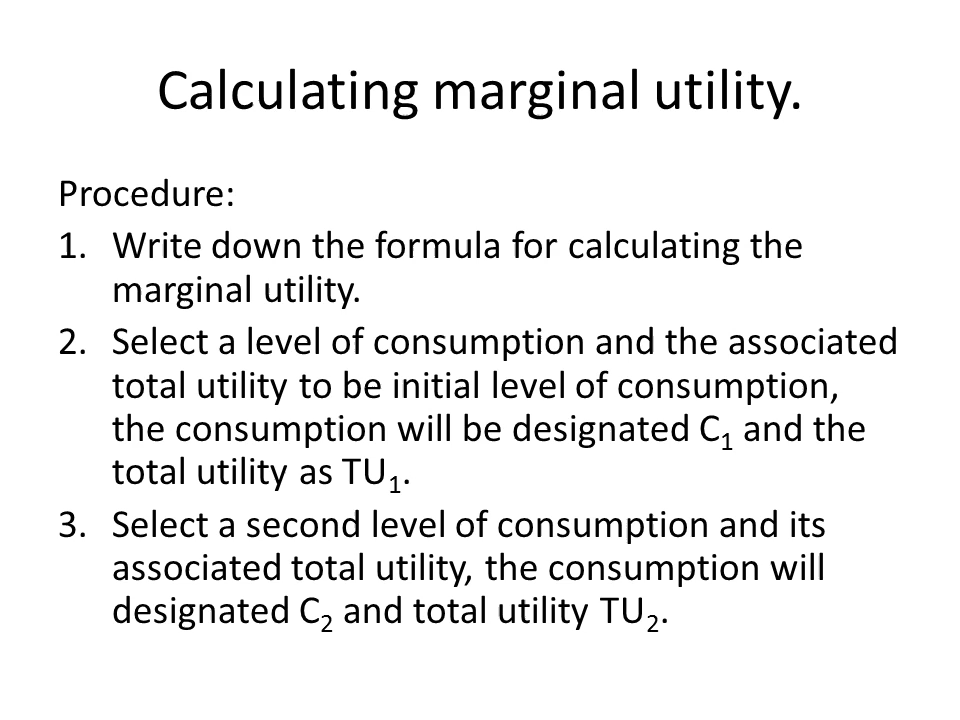 Calculating marginal utility.
Procedure:
1. Write down the formula for calculating the
marginal utility.
2. Select a level of consumption and the associated
total utility to be initial level of consumption,
the consumption will be designated C₁ and the
total utility as TU₁.
3. Select a second level of consumption and its
associated total utility, the consumption will
designated C₂ and total utility TU₂.